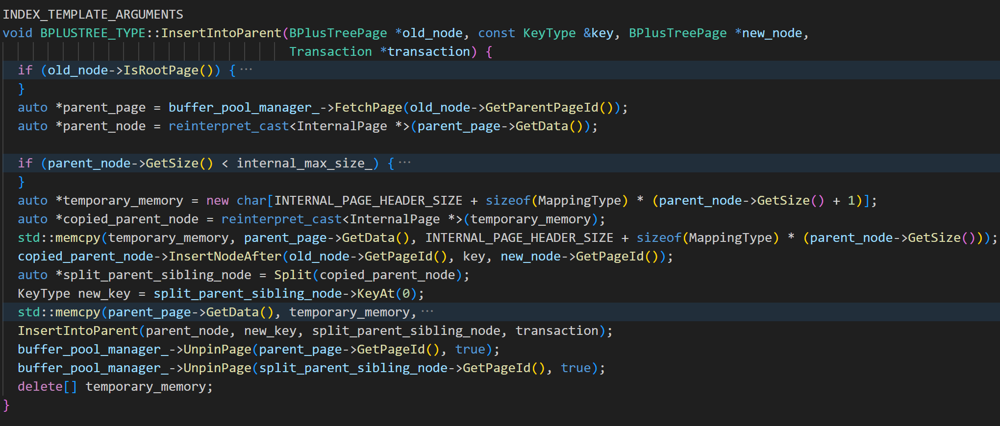 INDEX_TEMPLATE_ARGUMENTS
void BPLUSTREE_TYPE::InsertIntoParent(BPlusTreePage *old_node, const KeyType &key, BPlusTreePage *new_node,
                                      Transaction *transaction) {
  if (old_node->IsRootPage()) {···
  }
  auto *parent_page = buffer_pool_manager_->FetchPage(old_node->GetParentPageId());
  auto *parent_node = reinterpret_cast<InternalPage *>(parent_page->GetData());

  if (parent_node->GetSize() < internal_max_size_) {···
  }
  auto *temporary_memory = new char[INTERNAL_PAGE_HEADER_SIZE + sizeof(MappingType) * (parent_node->GetSize() + 1)];
  auto *copied_parent_node = reinterpret_cast<InternalPage *>(temporary_memory);
  std::memcpy(temporary_memory, parent_page->GetData(), INTERNAL_PAGE_HEADER_SIZE + sizeof(MappingType) * (parent_node->GetSize()));
  copied_parent_node->InsertNodeAfter(old_node->GetPageId(), key, new_node->GetPageId());
  auto *split_parent_sibling_node = Split(copied_parent_node);
  KeyType new_key = split_parent_sibling_node->KeyAt(0);
  std::memcpy(parent_page->GetData(), temporary_memory,···
  InsertIntoParent(parent_node, new_key, split_parent_sibling_node, transaction);
  buffer_pool_manager_->UnpinPage(parent_page->GetPageId(), true);
  buffer_pool_manager_->UnpinPage(split_parent_sibling_node->GetPageId(), true);
  delete[] temporary_memory;
}